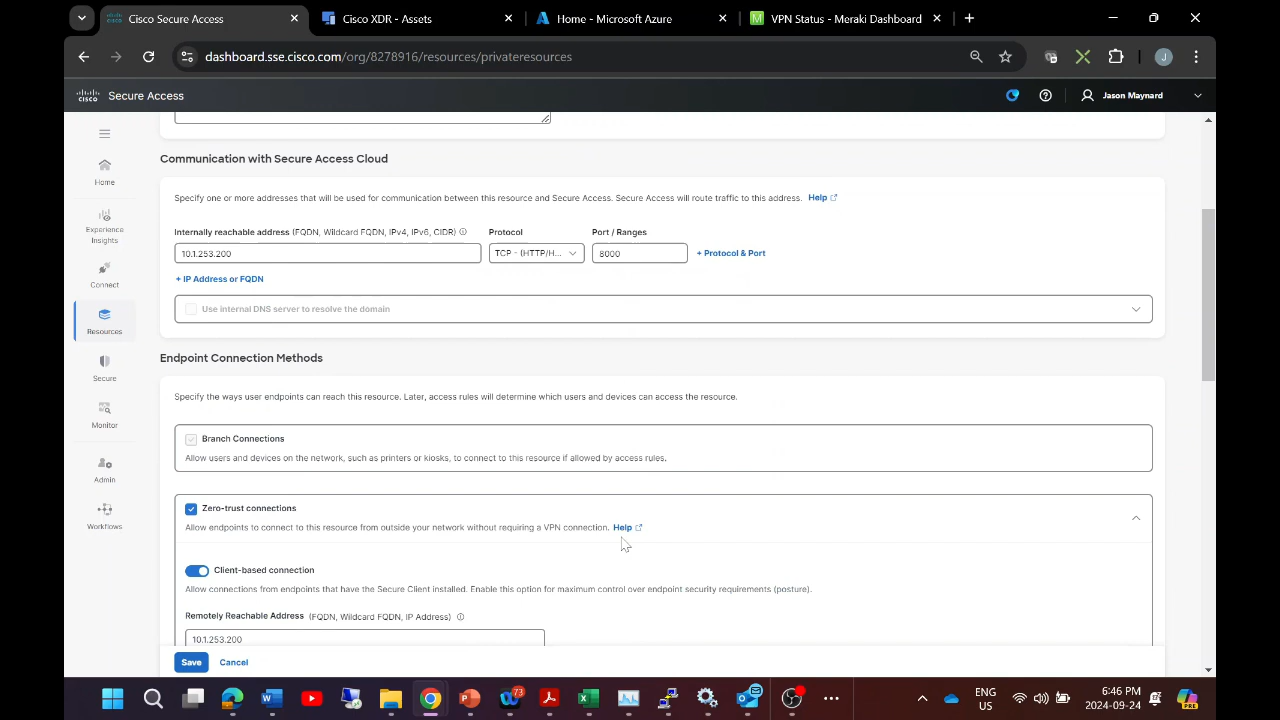 Cisco Secure Access
Cisco XDR - Assets
Home - Microsoft Azure
VPN Status - Meraki Dashboard
dashboard.sse.cisco.com/org/8278916/resources/privateresources
J
CISCO
Secure Access
Jason Maynard
Home
Experience
Insights
Connect
Resources
Secure
Monitor
Admin
Workflows
Communication with Secure Access Cloud
Specify one or more addresses that will be used for communication between this resource and Secure Access. Secure Access will route traffic to this address. Help
Internally reachable address (FQDN, Wildcard FQDN, IPv4, IPv6, CIDR)
Protocol
Port / Ranges
10.1.253.200
TCP - (HTTP/H...
8000
+ Protocol & Port
+ IP Address or FQDN
Use internal DNS server to resolve the domain
Endpoint Connection Methods
Specify the ways user endpoints can reach this resource. Later, access rules will determine which users and devices can access the resource.
Branch Connections
Allow users and devices on the network, such as printers or kiosks, to connect to this resource if allowed by access rules.
Zero-trust connections
Allow endpoints to connect to this resource from outside your network without requiring a VPN connection. Help
Client-based connection
Allow connections from endpoints that have the Secure Client installed. Enable this option for maximum control over endpoint security requirements (posture).
Remotely Reachable Address (FQDN, Wildcard FQDN, IP Address)
10.1.253.200
Save
Cancel
73
ENG
US
6:46 PM
2024-09-24
PRE